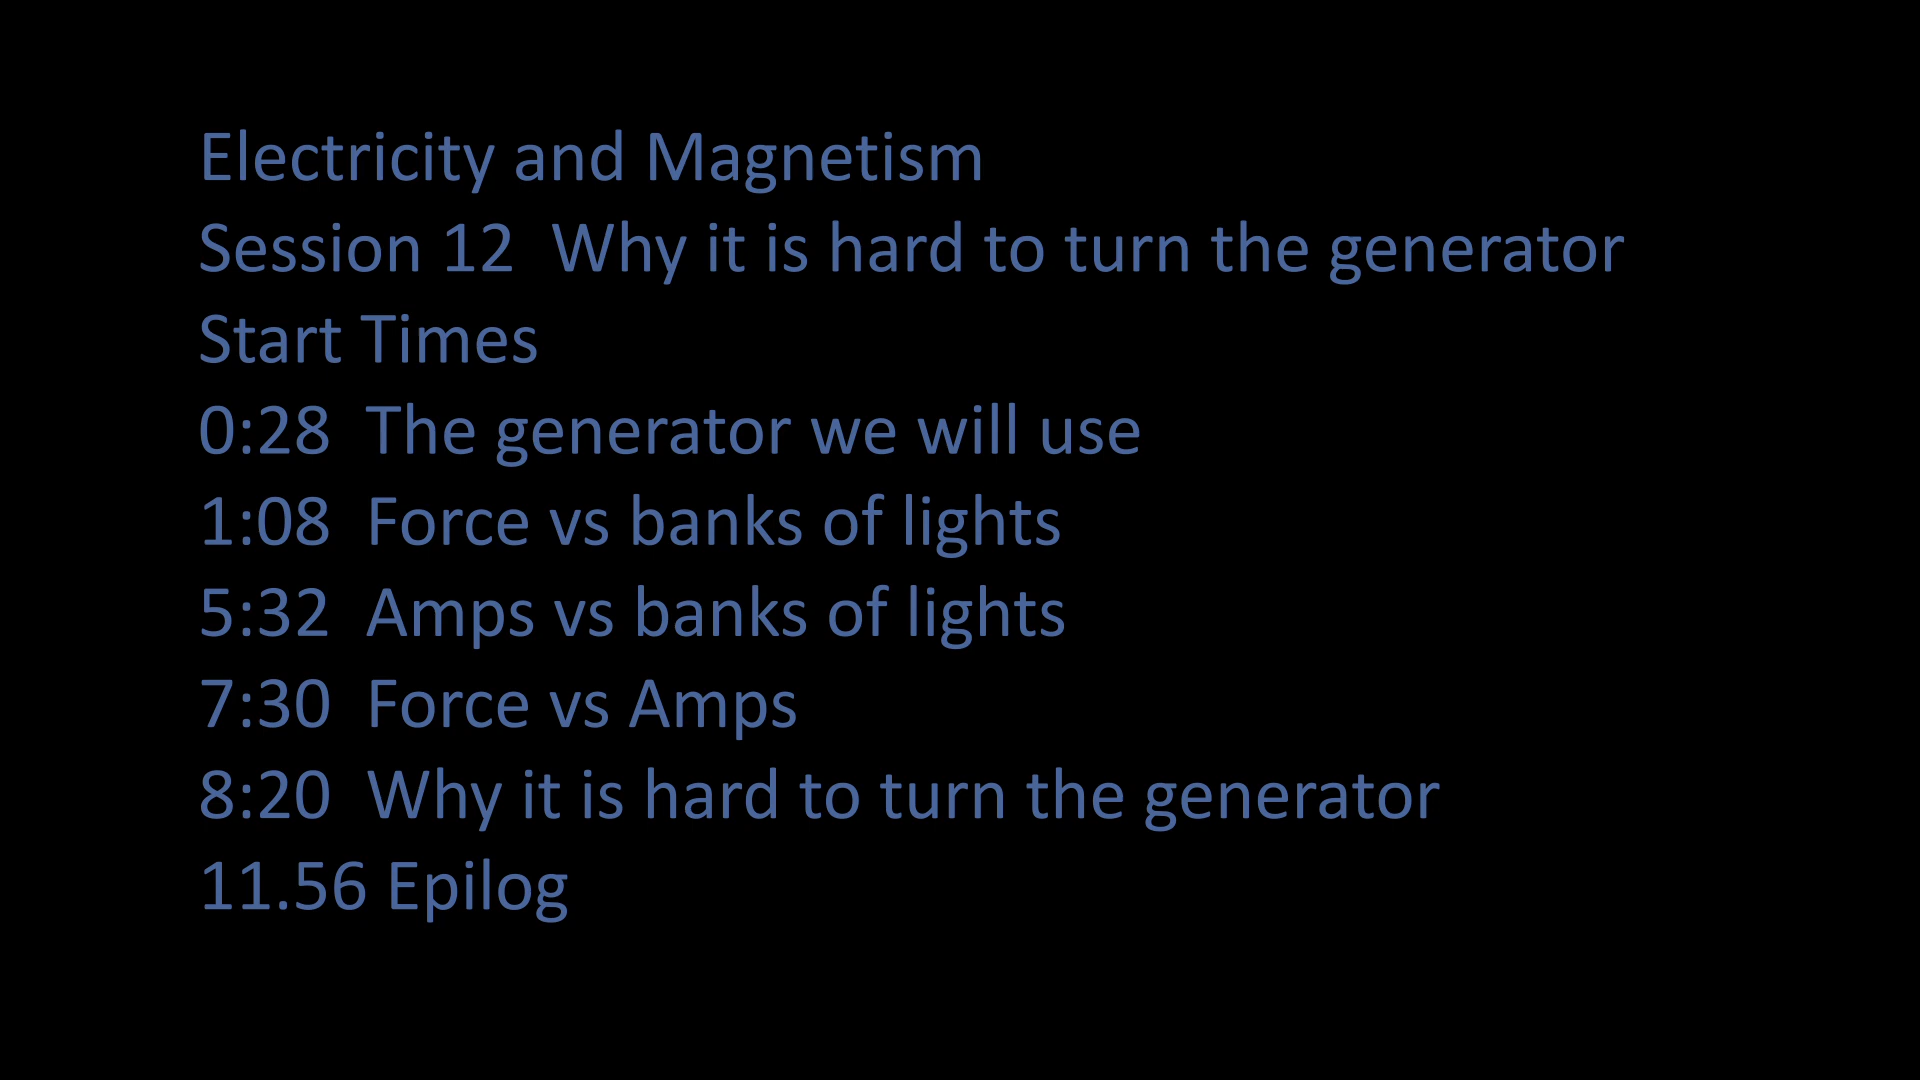 Electricity and Magnetism
Session 12  Why it is hard to turn the generator
Start Times
0:28  The generator we will use
1:08  Force vs banks of lights
5:32  Amps vs banks of lights
7:30  Force vs Amps
8:20  Why it is hard to turn the generator
11.56 Epilog